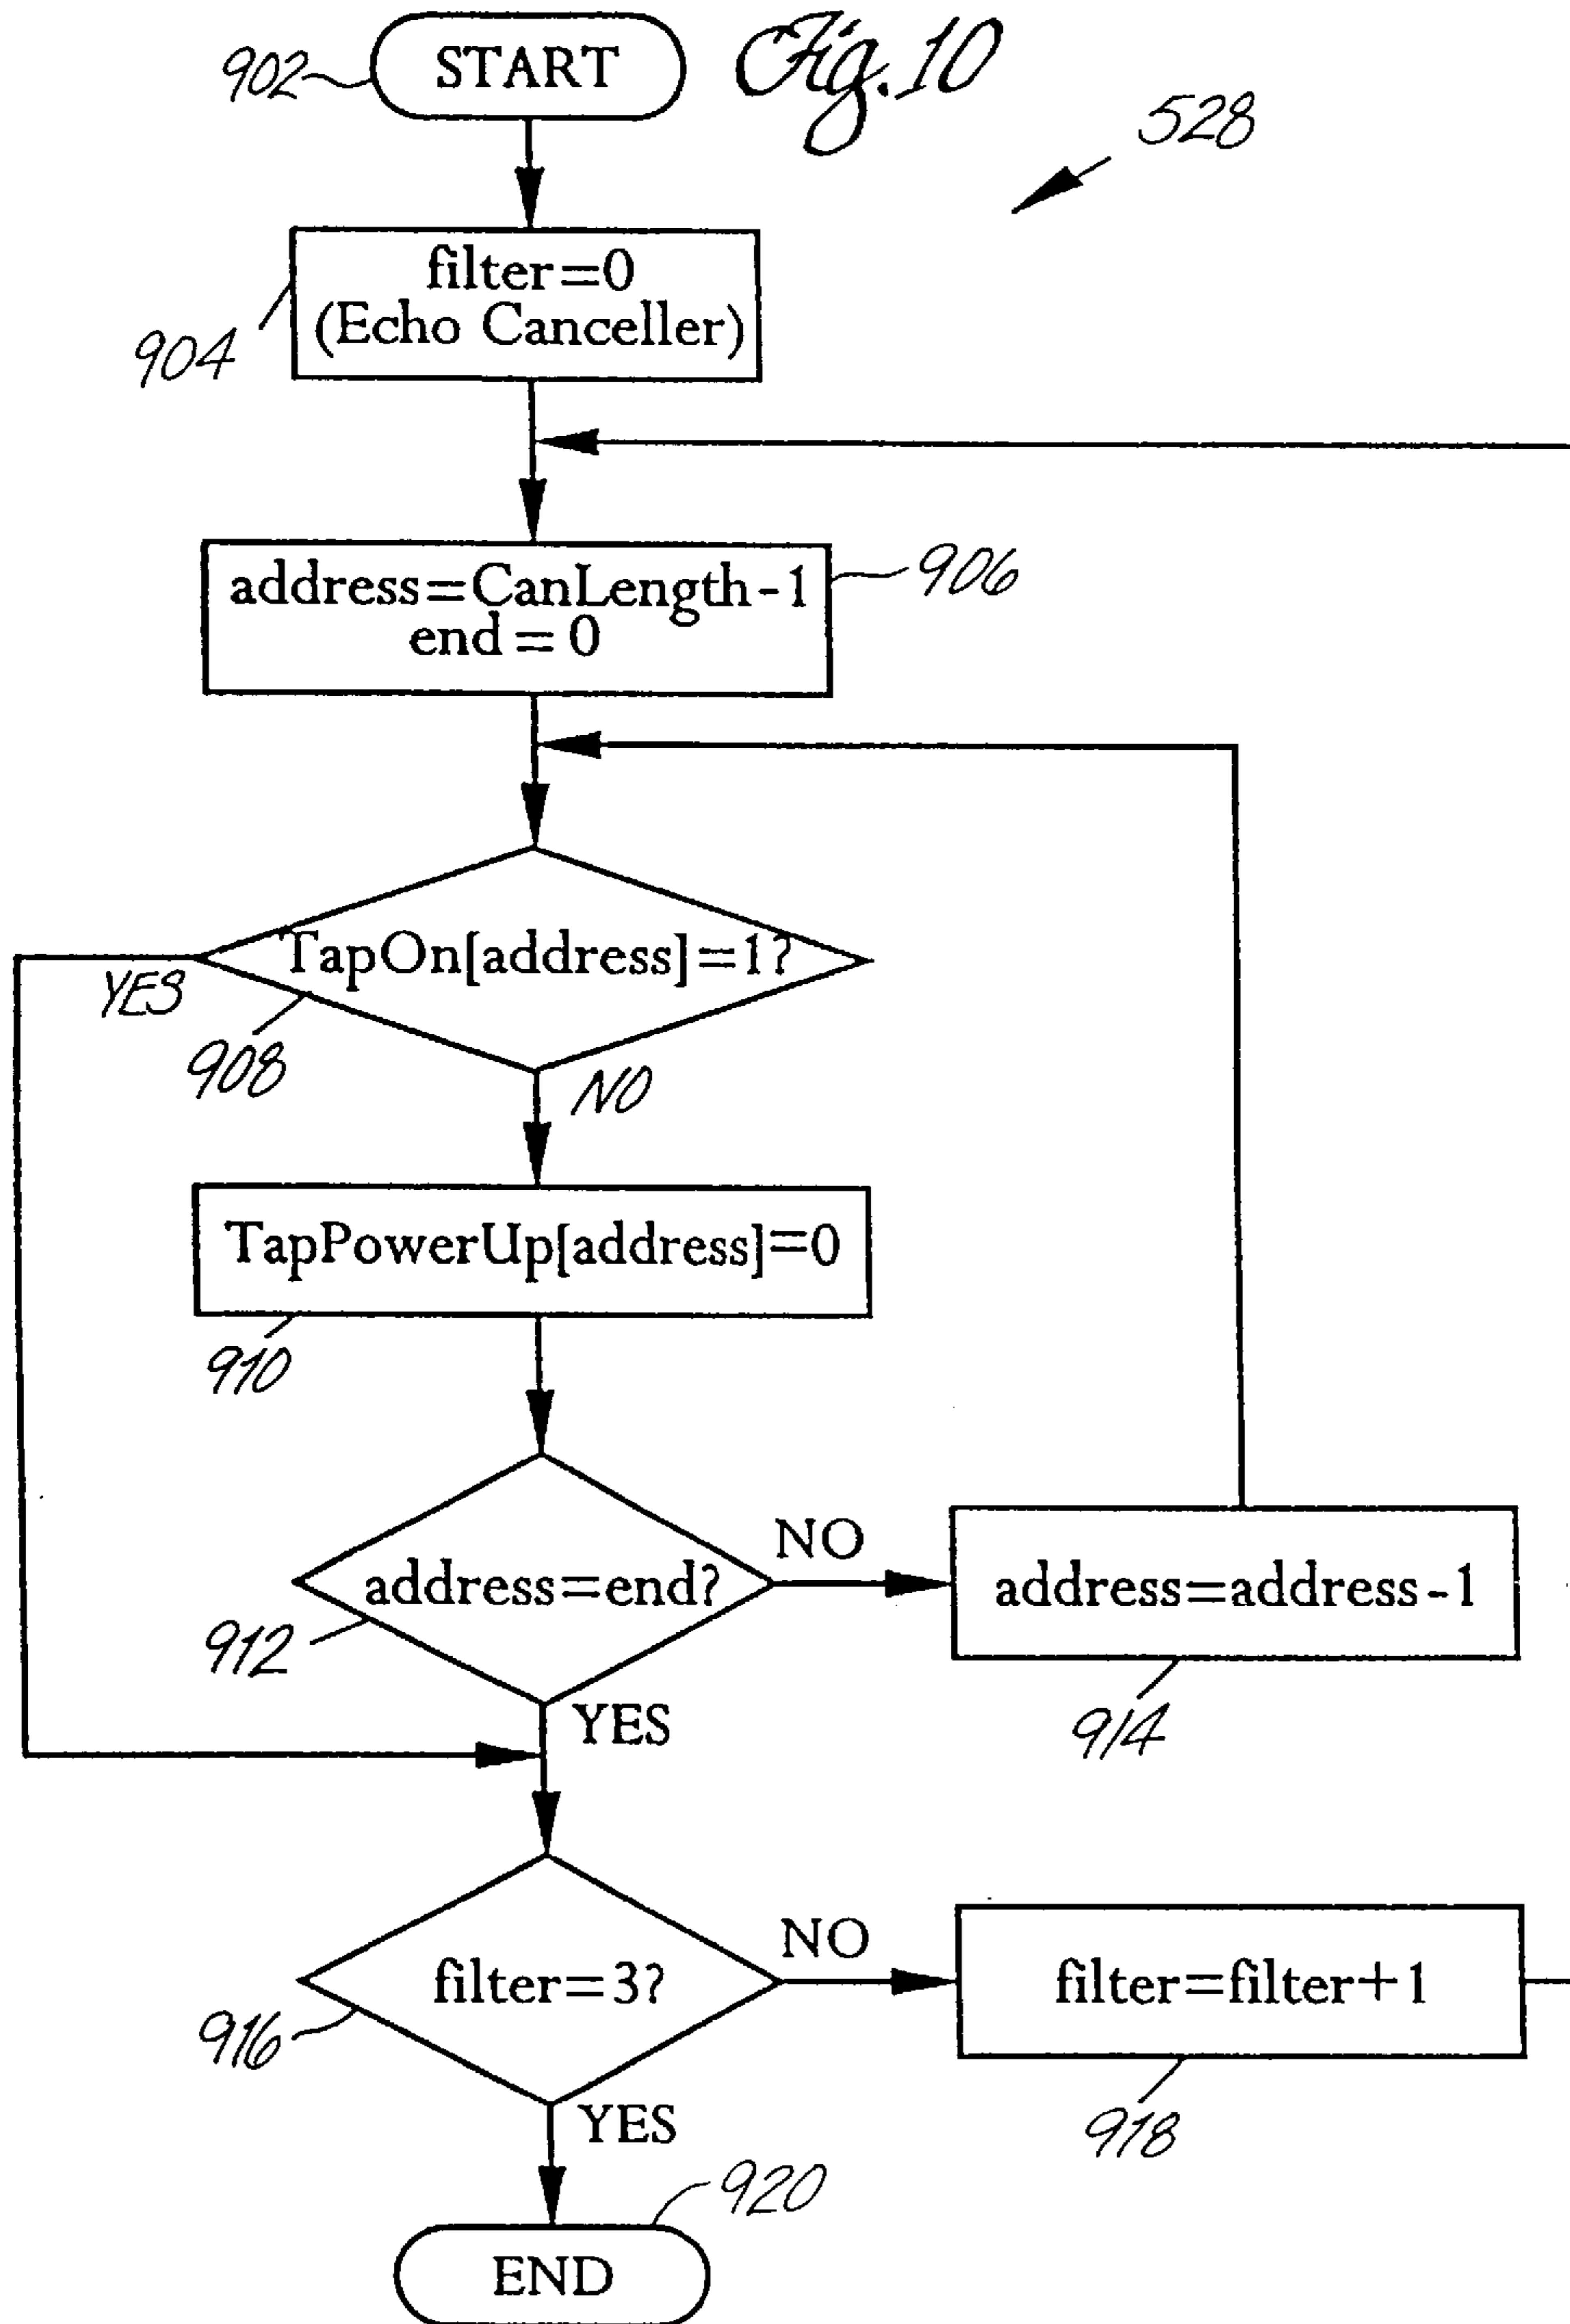 902
START
Fig. 10
528
filter=0
(Echo Canceller)
904
address=CanLength-1
end=0
906
TapOn[address]=1?
YES
908
NO
TapPowerUp[address]=0
910
address=end?
NO
address=address-1
912
YES
914
filter=3?
NO
filter=filter+1
916
YES
918
920
END